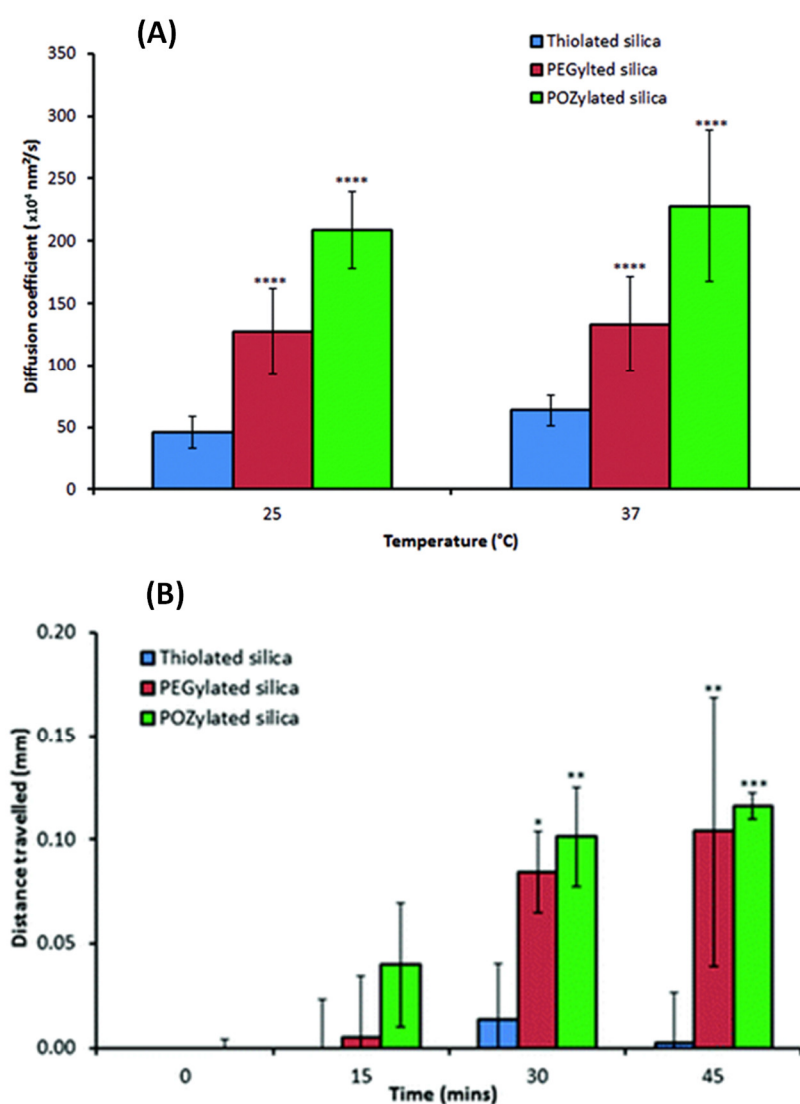 (A)
350
300
250
200
150
100
50
0
Diffusion coefficient (x10⁴ nm²/s)
Thiolated silica
PEGylted silica
POZylated silica
****
****
****
****
25
37
Temperature (°C)
(B)
0.20
0.15
0.10
0.05
0.00
Distance travelled (mm)
Thiolated silica
PEGylated silica
POZylated silica
*
**
**
***
0
15
30
45
Time (mins)